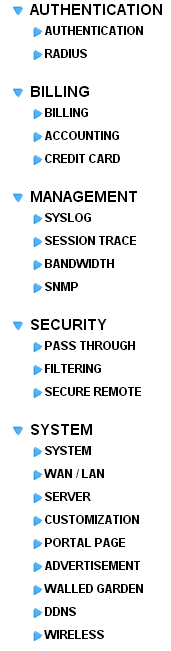 AUTHENTICATION
AUTHENTICATION
RADIUS
BILLING
BILLING
ACCOUNTING
CREDIT CARD
MANAGEMENT
SYSLOG
SESSION TRACE
BANDWIDTH
SNMP
SECURITY
PASS THROUGH
FILTERING
SECURE REMOTE
SYSTEM
SYSTEM
WAN / LAN
SERVER
CUSTOMIZATION
PORTAL PAGE
ADVERTISEMENT
WALLED GARDEN
DDNS
WIRELESS